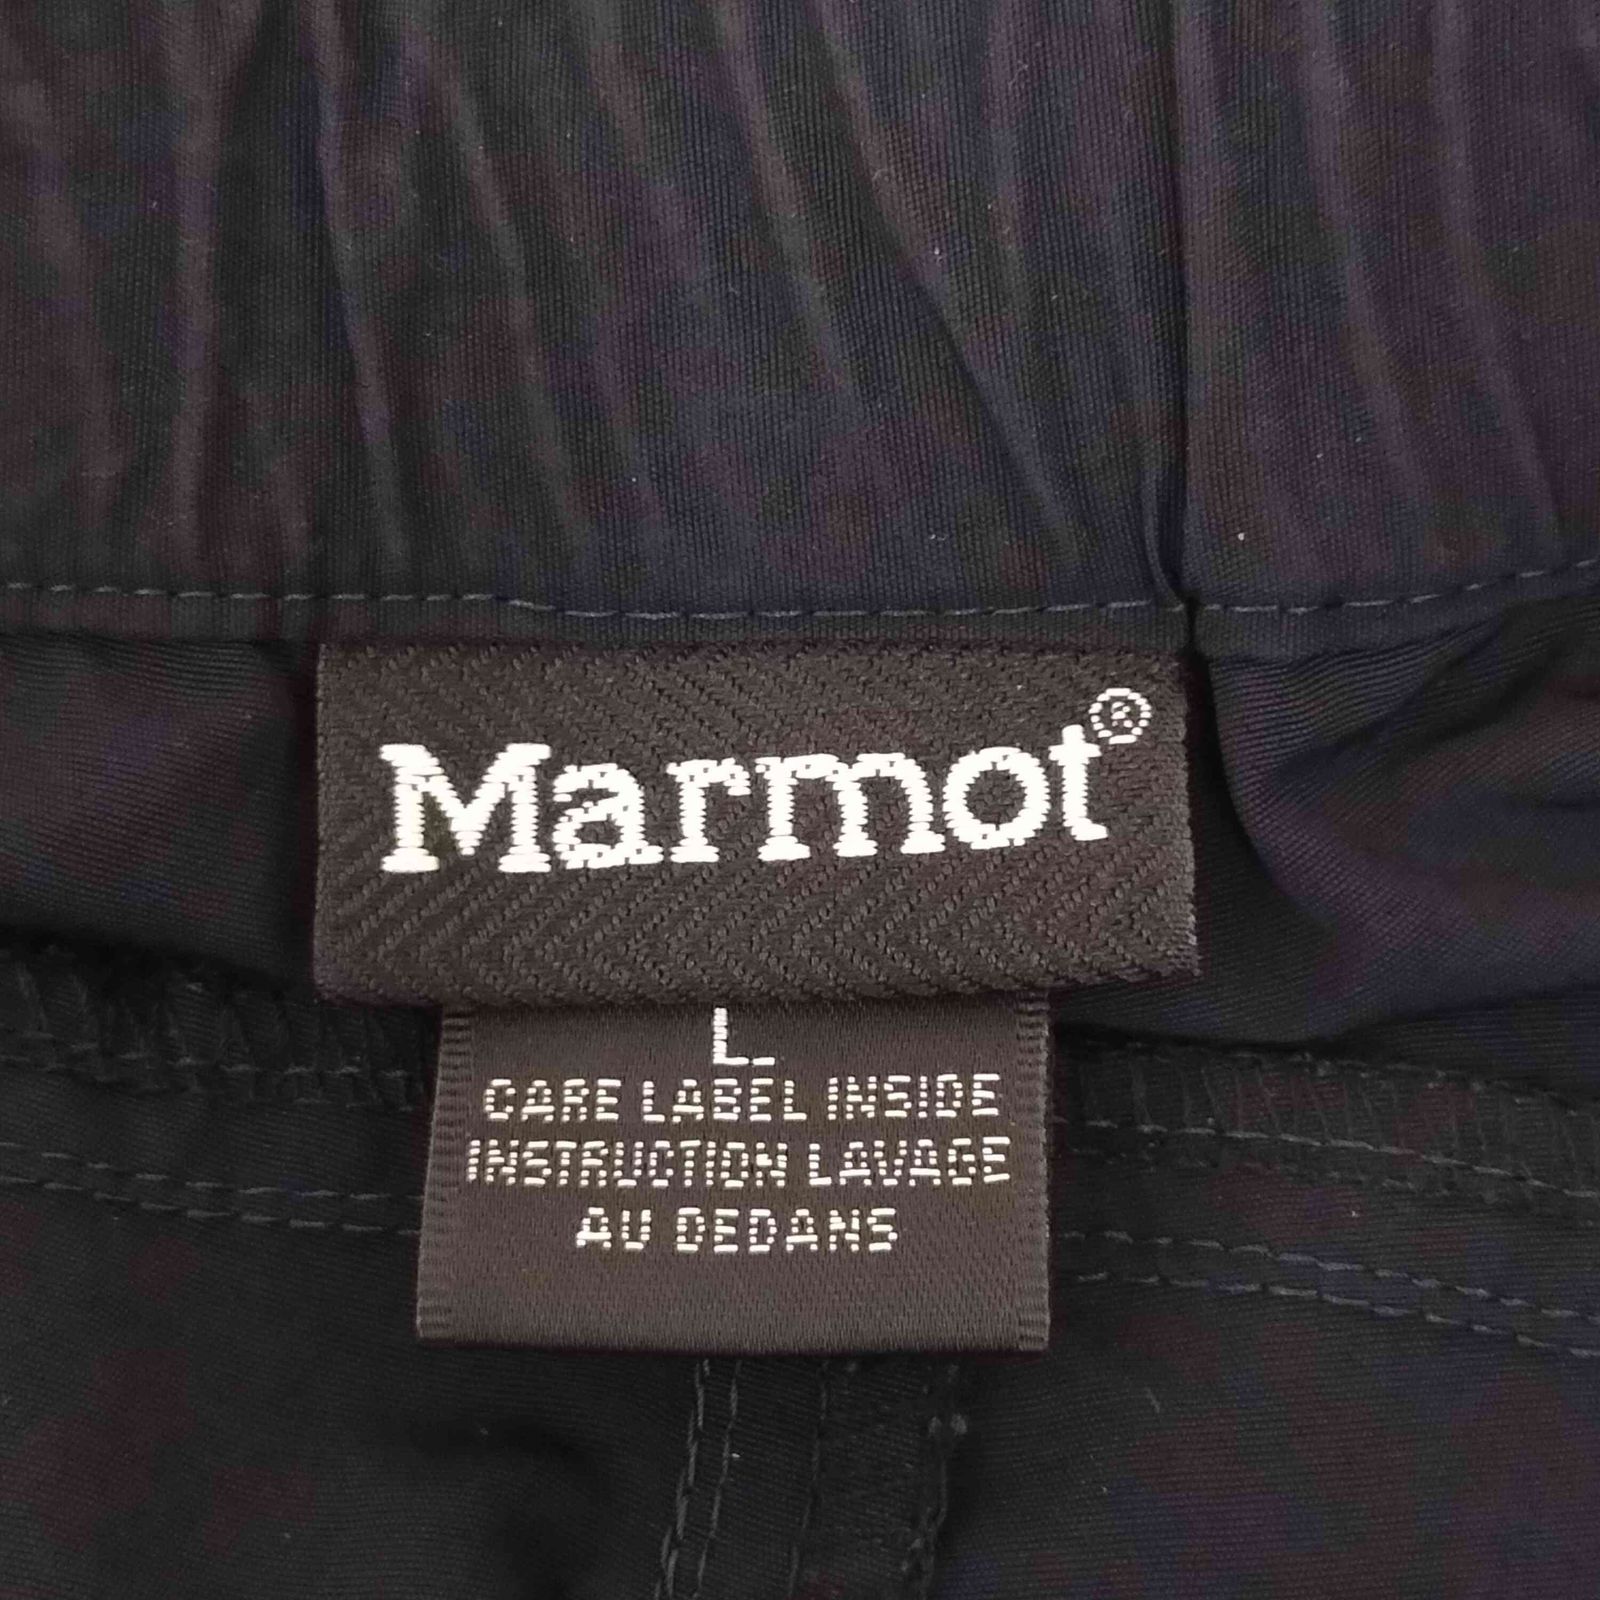 Marmot®
L
CARE LABEL INSIDE
INSTRUCTION LAVAGE
AU DEDANS